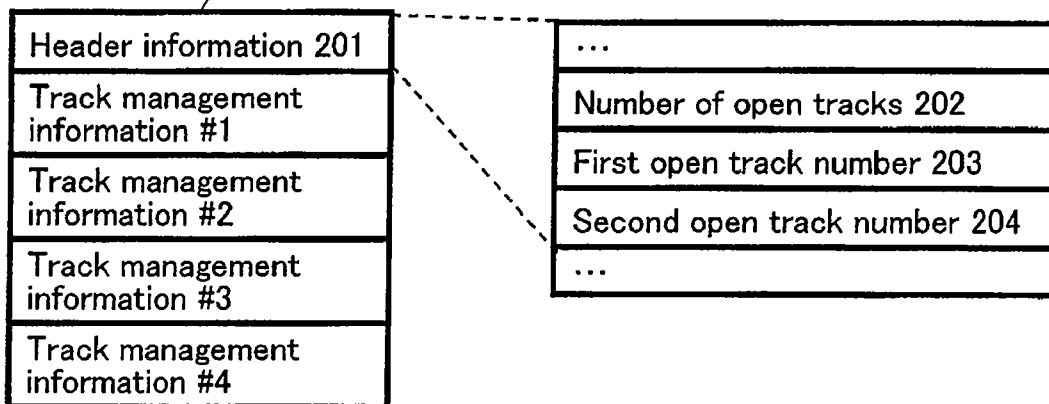 Header information 201
Track management
information #1
Track management
information #2
Track management
information #3
Track management
information #4
...
Number of open tracks 202
First open track number 203
Second open track number 204
...